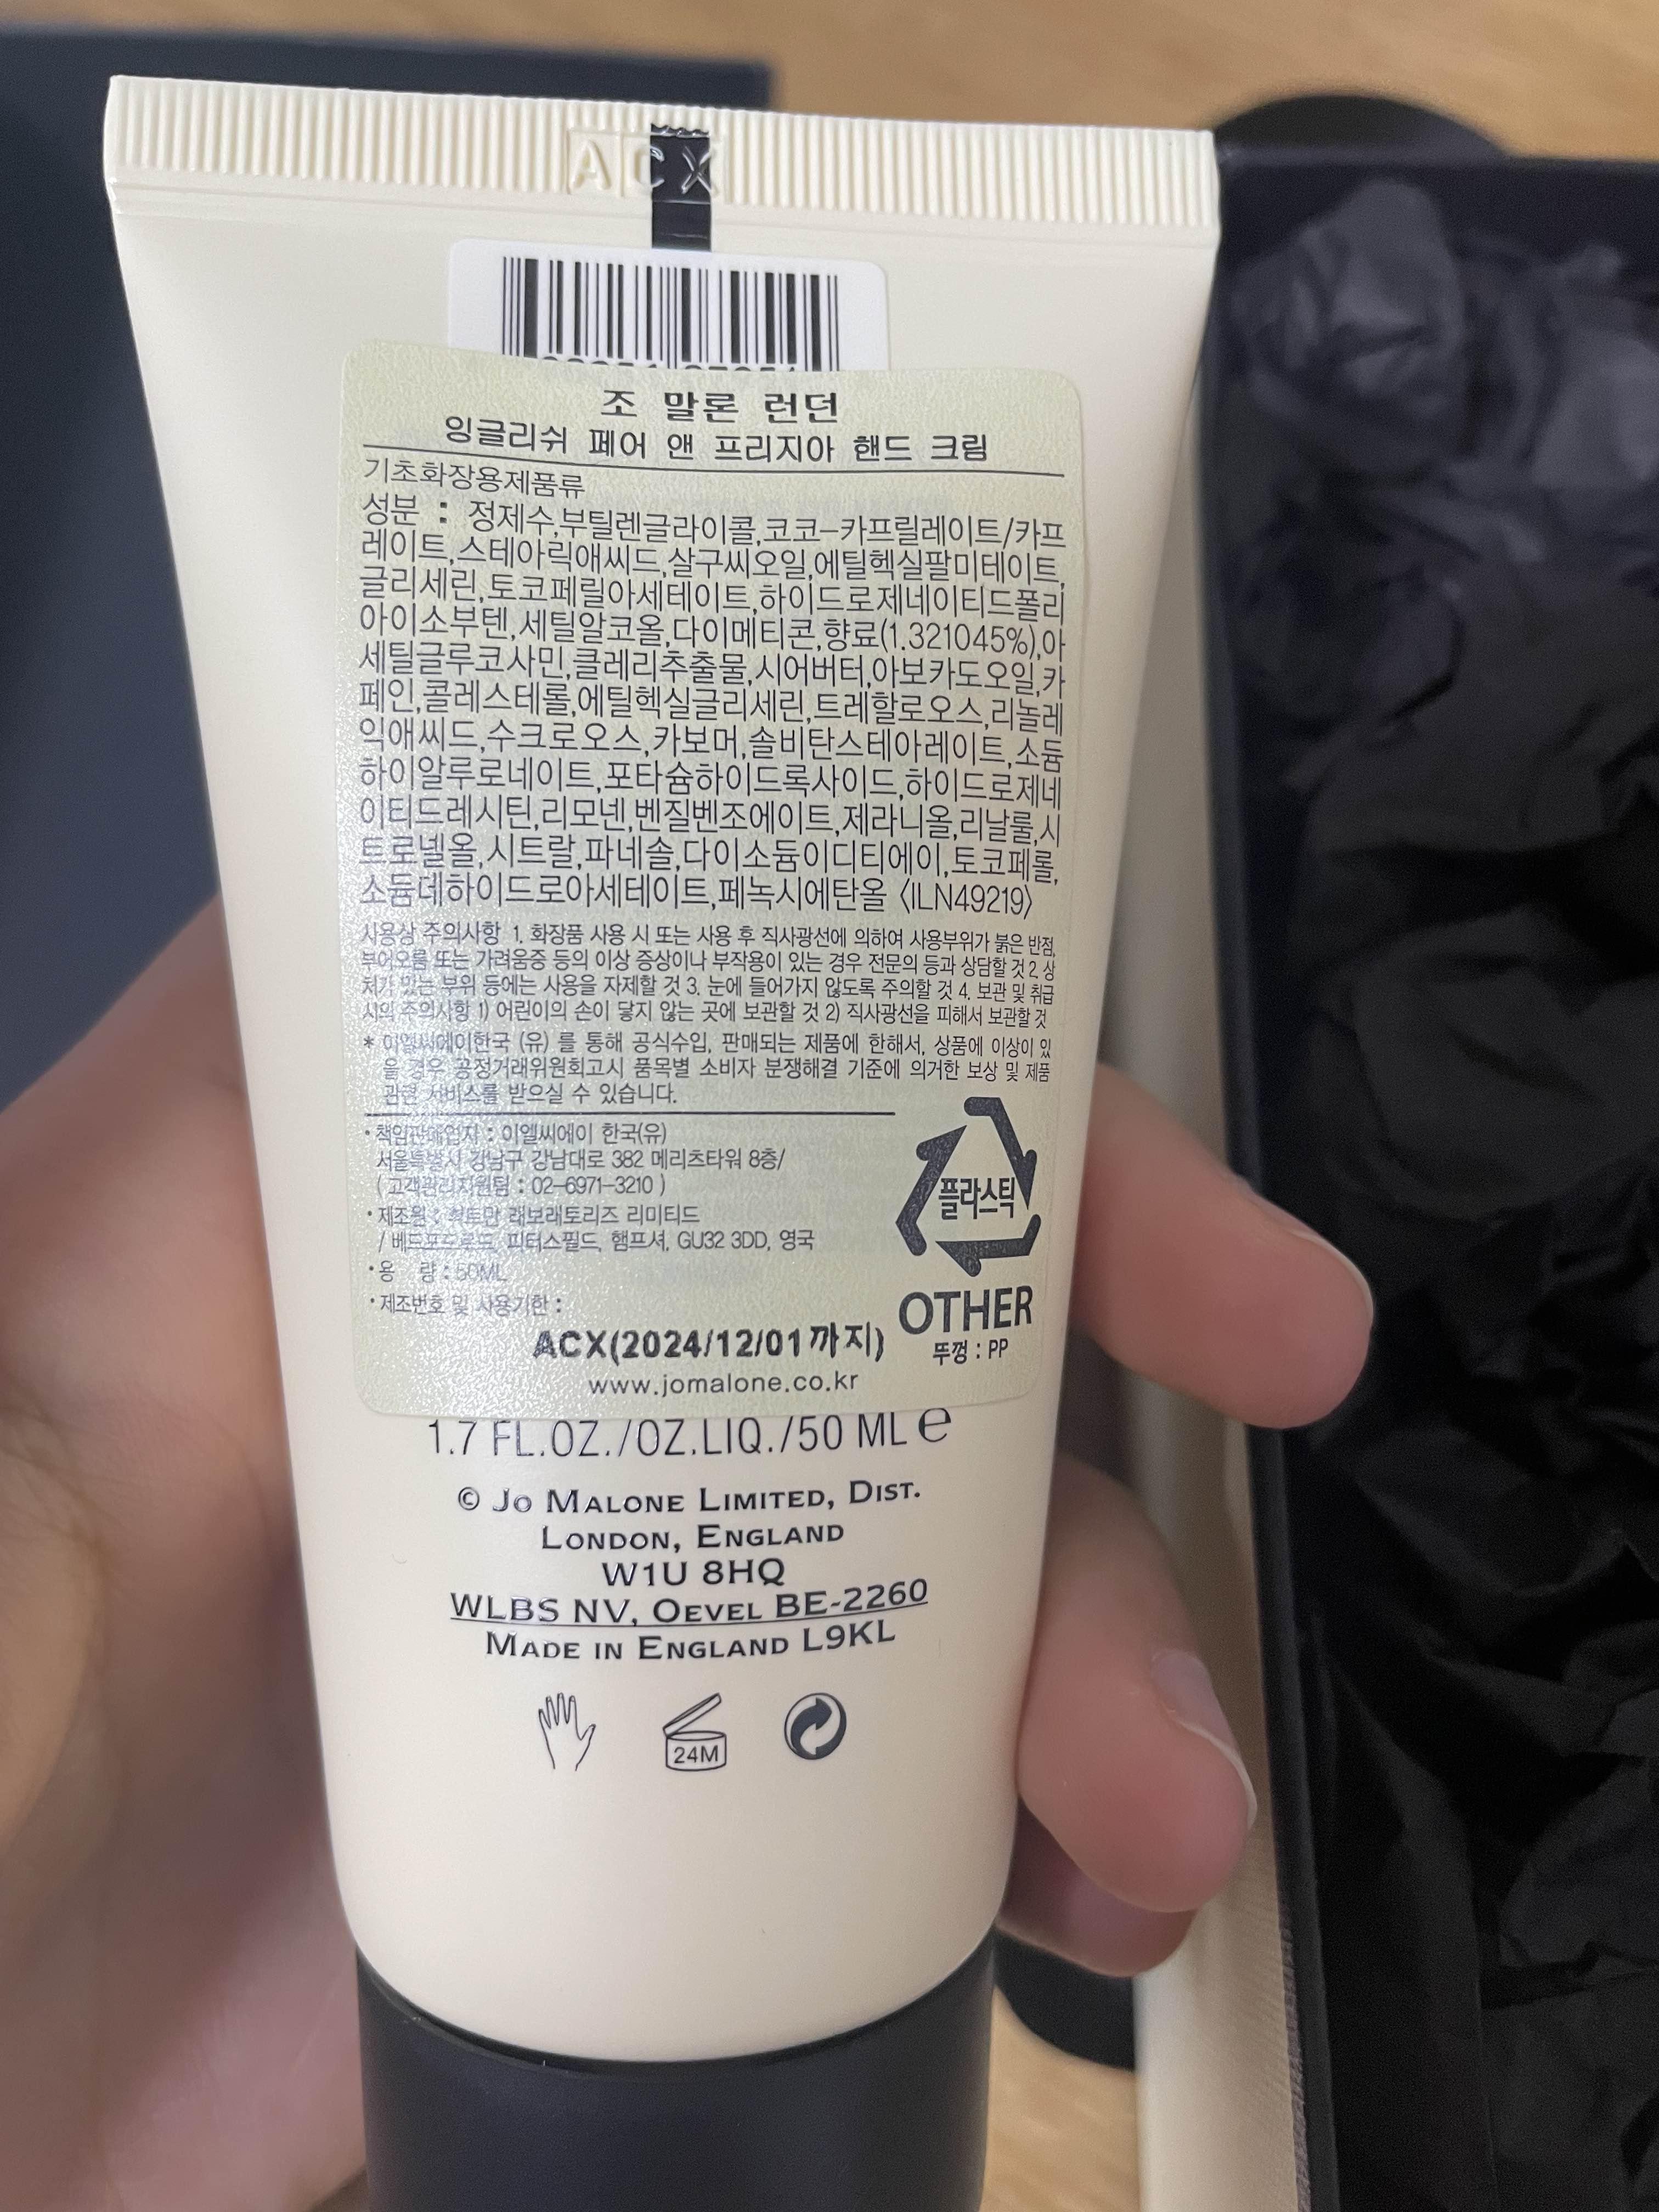 ACX
조 말론 런던
잉글리쉬 페어 앤 프리지아 핸드 크림
기초화장용제품류
성분 : 정제수,부틸렌글라이콜,코코-카프릴레이트/카프
레이트,스테아릭애씨드,살구씨오일,에틸헥실팔미테이트,
글리세린,토코페릴아세테이트,하이드로제네이티드폴리
아이소부텐,세틸알코올,다이메티콘,향료(1.321045%),아
세틸글루코사민,클레리추출물,시어버터,아보카도오일,카
페인,콜레스테롤,에틸헥실글리세린,트레할로오스,리놀레
익애씨드,수크로오스,카보머,솔비탄스테아레이트,소듐
하이알루로네이트,포타슘하이드록사이드,하이드로제네
이티드레시틴,리모넨,벤질벤조에이트,제라니올,리날룰,시
트로넬올,시트랄,파네솔,다이소듐이디티에이,토코페롤,
소듐데하이드로아세테이트,페녹시에탄올 〈ILN49219〉
사용상 주의사항 1. 화장품 사용 시 또는 사용 후 직사광선에 의하여 사용부위가 붉은 반점,
부어오름 또는 가려움증 등의 이상 증상이나 부작용이 있는 경우 전문의 등과 상담할 것 2. 상
처가 있는 부위 등에는 사용을 자제할 것 3. 눈에 들어가지 않도록 주의할 것 4. 보관 및 취급
시의 주의사항 1) 어린이의 손이 닿지 않는 곳에 보관할 것 2) 직사광선을 피해서 보관할 것
* 이엘씨에이한국 (유) 를 통해 공식수입, 판매되는 제품에 한해서, 상품에 이상이 있
을 경우 공정거래위원회고시 품목별 소비자 분쟁해결 기준에 의거한 보상 및 제품
관련 서비스를 받으실 수 있습니다.
·책임판매업자 : 이엘씨에이 한국(유)
서울특별시 강남구 강남대로 382 메리츠타워 8층/
(고객관리지원팀 : 02-6971-3210 )
·제조원 : 래보래토리즈 리미티드
/ 베드포드로드, 피터스필드, 햄프셔, GU32 3DD, 영국
·용 량 : 50ML
·제조번호 및 사용기한 :
ACX(2024/12/01까지)
www.jomalone.co.kr
플라스틱
OTHER
뚜껑 : PP
1.7 FL.OZ./OZ.LIQ./50 ML e
© JO MALONE LIMITED, DIST.
LONDON, ENGLAND
W1U 8HQ
WLBS NV, OEVEL BE-2260
MADE IN ENGLAND L9KL
24M